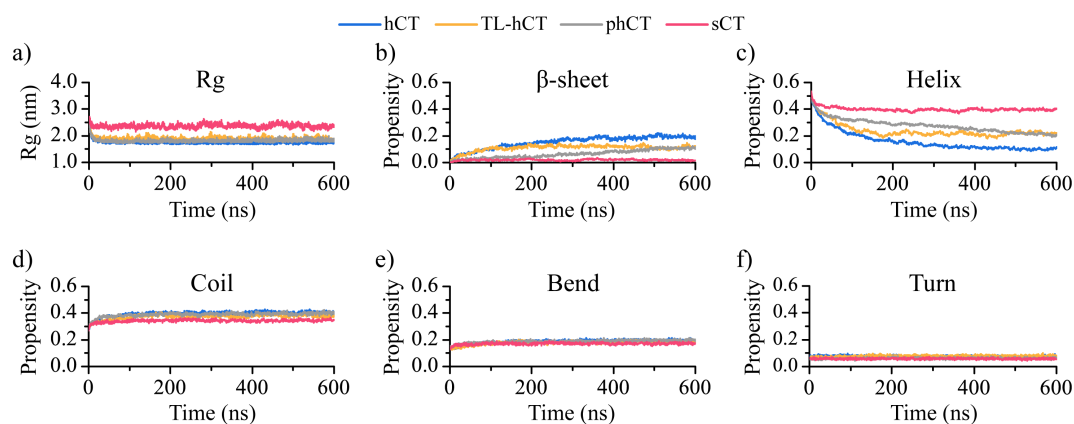 hCT TL-hCT phCT sCT
a) Rg
4.0
3.0
2.0
1.0
Rg (nm)
0 200 400 600
Time (ns)
b) β-sheet
0.6
0.4
0.2
0.0
Propensity
0 200 400 600
Time (ns)
c) Helix
0.6
0.4
0.2
0.0
Propensity
0 200 400 600
Time (ns)
d) Coil
0.6
0.4
0.2
0.0
Propensity
0 200 400 600
Time (ns)
e) Bend
0.6
0.4
0.2
0.0
Propensity
0 200 400 600
Time (ns)
f) Turn
0.6
0.4
0.2
0.0
Propensity
0 200 400 600
Time (ns)